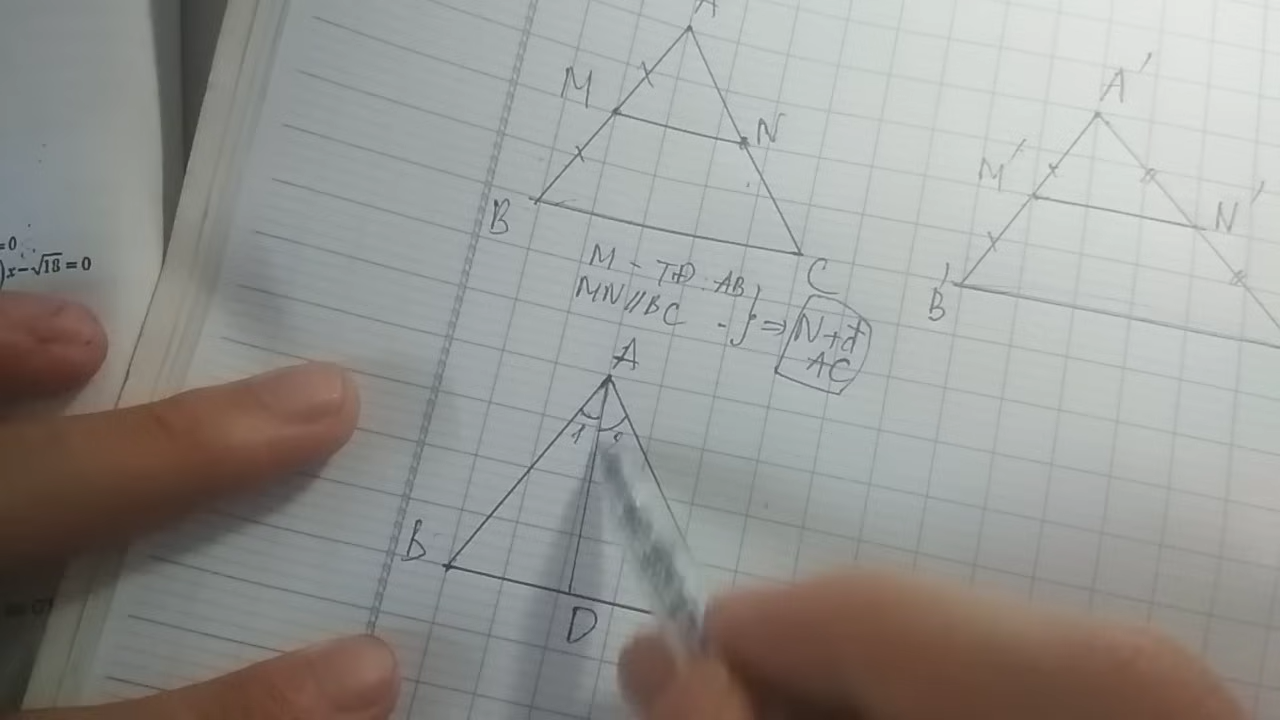 A
M
N
B
C
A'
M'
N'
B'
M - TĐ . AB
MN // BC - } => N tđ
AC
A
1 2
B
D
=0
)x-√18=0